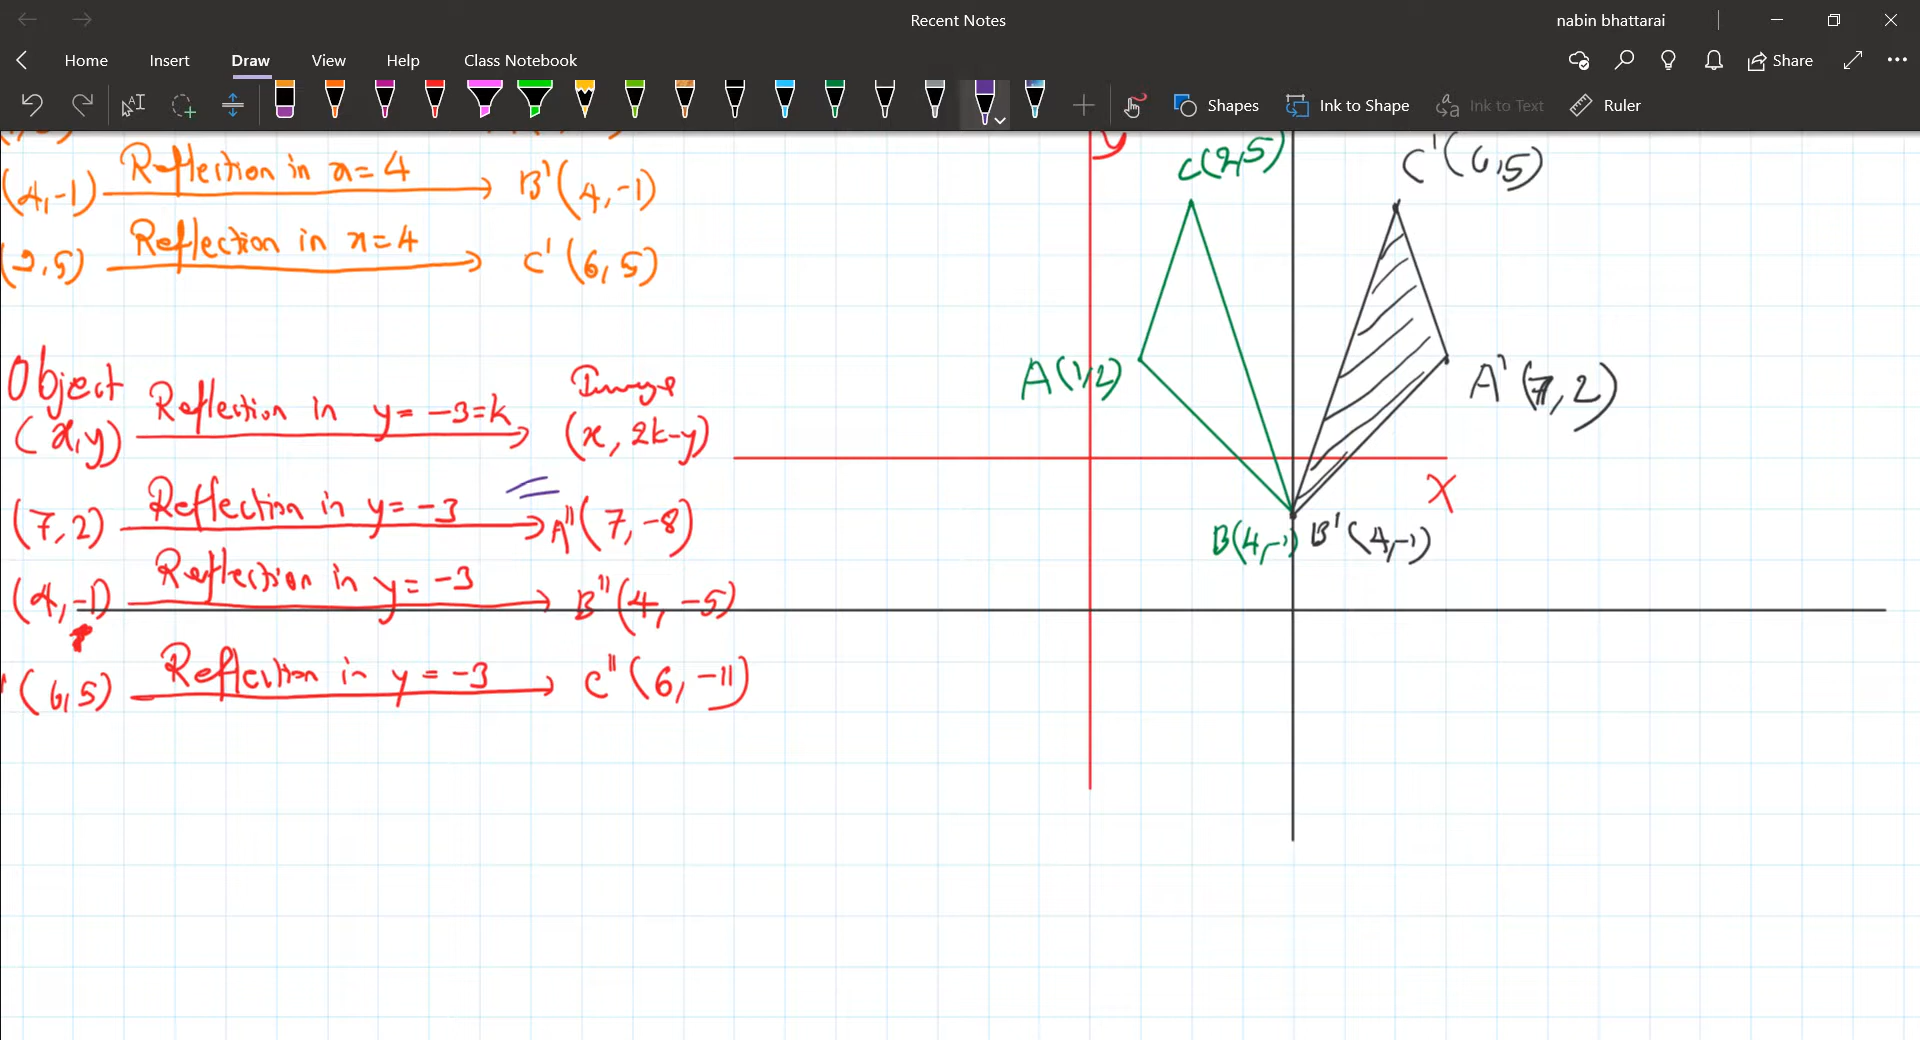 Recent Notes
nabin bhattarai
Home Insert Draw View Help Class Notebook
Share
Shapes Ink to Shape Ink to Text Ruler
(4,-1) Reflection in x=4 B'(4,-1)
(2,5) Reflection in x=4 C'(6,5)
Object Reflection in y=-3=k Image
(x,y) (x, 2k-y)
(7,2) Reflection in y=-3 A"(7,-8)
(4,-1) Reflection in y=-3 B"(4,-5)
(6,5) Reflection in y=-3 C"(6,-11)
y
C(2,5)
C'(6,5)
A(1,2)
A'(7,2)
X
B(4,-1) B'(4,-1)